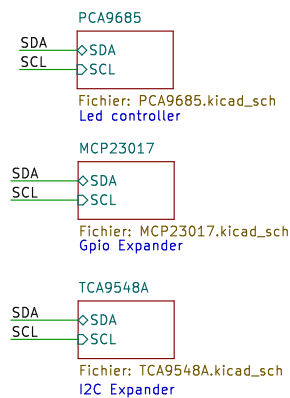 PCA9685
SDA
SDA
SCL
SCL
Fichier: PCA9685.kicad_sch
Led controller
MCP23017
SDA
SDA
SCL
SCL
Fichier: MCP23017.kicad_sch
Gpio Expander
TCA9548A
SDA
SDA
SCL
SCL
Fichier: TCA9548A.kicad_sch
I2C Expander